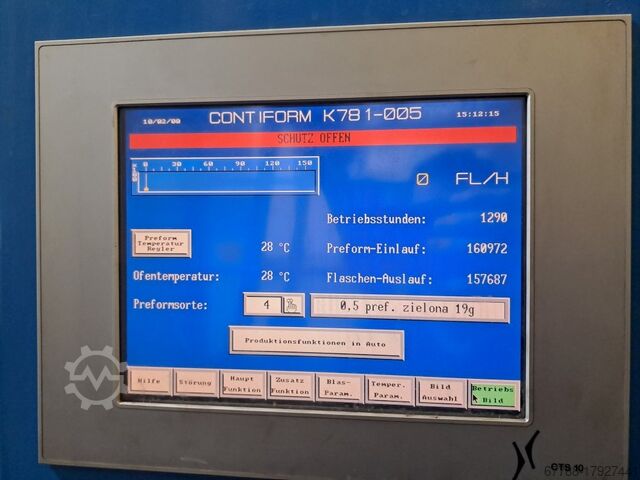 10/02/00 CONTIFORM K781-005 15:12:15
SCHUTZ OFFEN
0 30 60 90 120 150
0 FL/H
Betriebsstunden: 1290
Preform
Temperatur
Regler
28 °C
Preform-Einlauf: 160972
Ofentemperatur: 28 °C
Flaschen-Auslauf: 157687
Preformsorte: 4
0,5 pref. zielona 19g
Produktionsfunktionen in Auto
Hilfe
Störung
Haupt
Funktion
Zusatz
Funktion
Blas-
Param.
Temper.
Param.
Bild
Auswahl
Betriebs
Bild
CTS 10